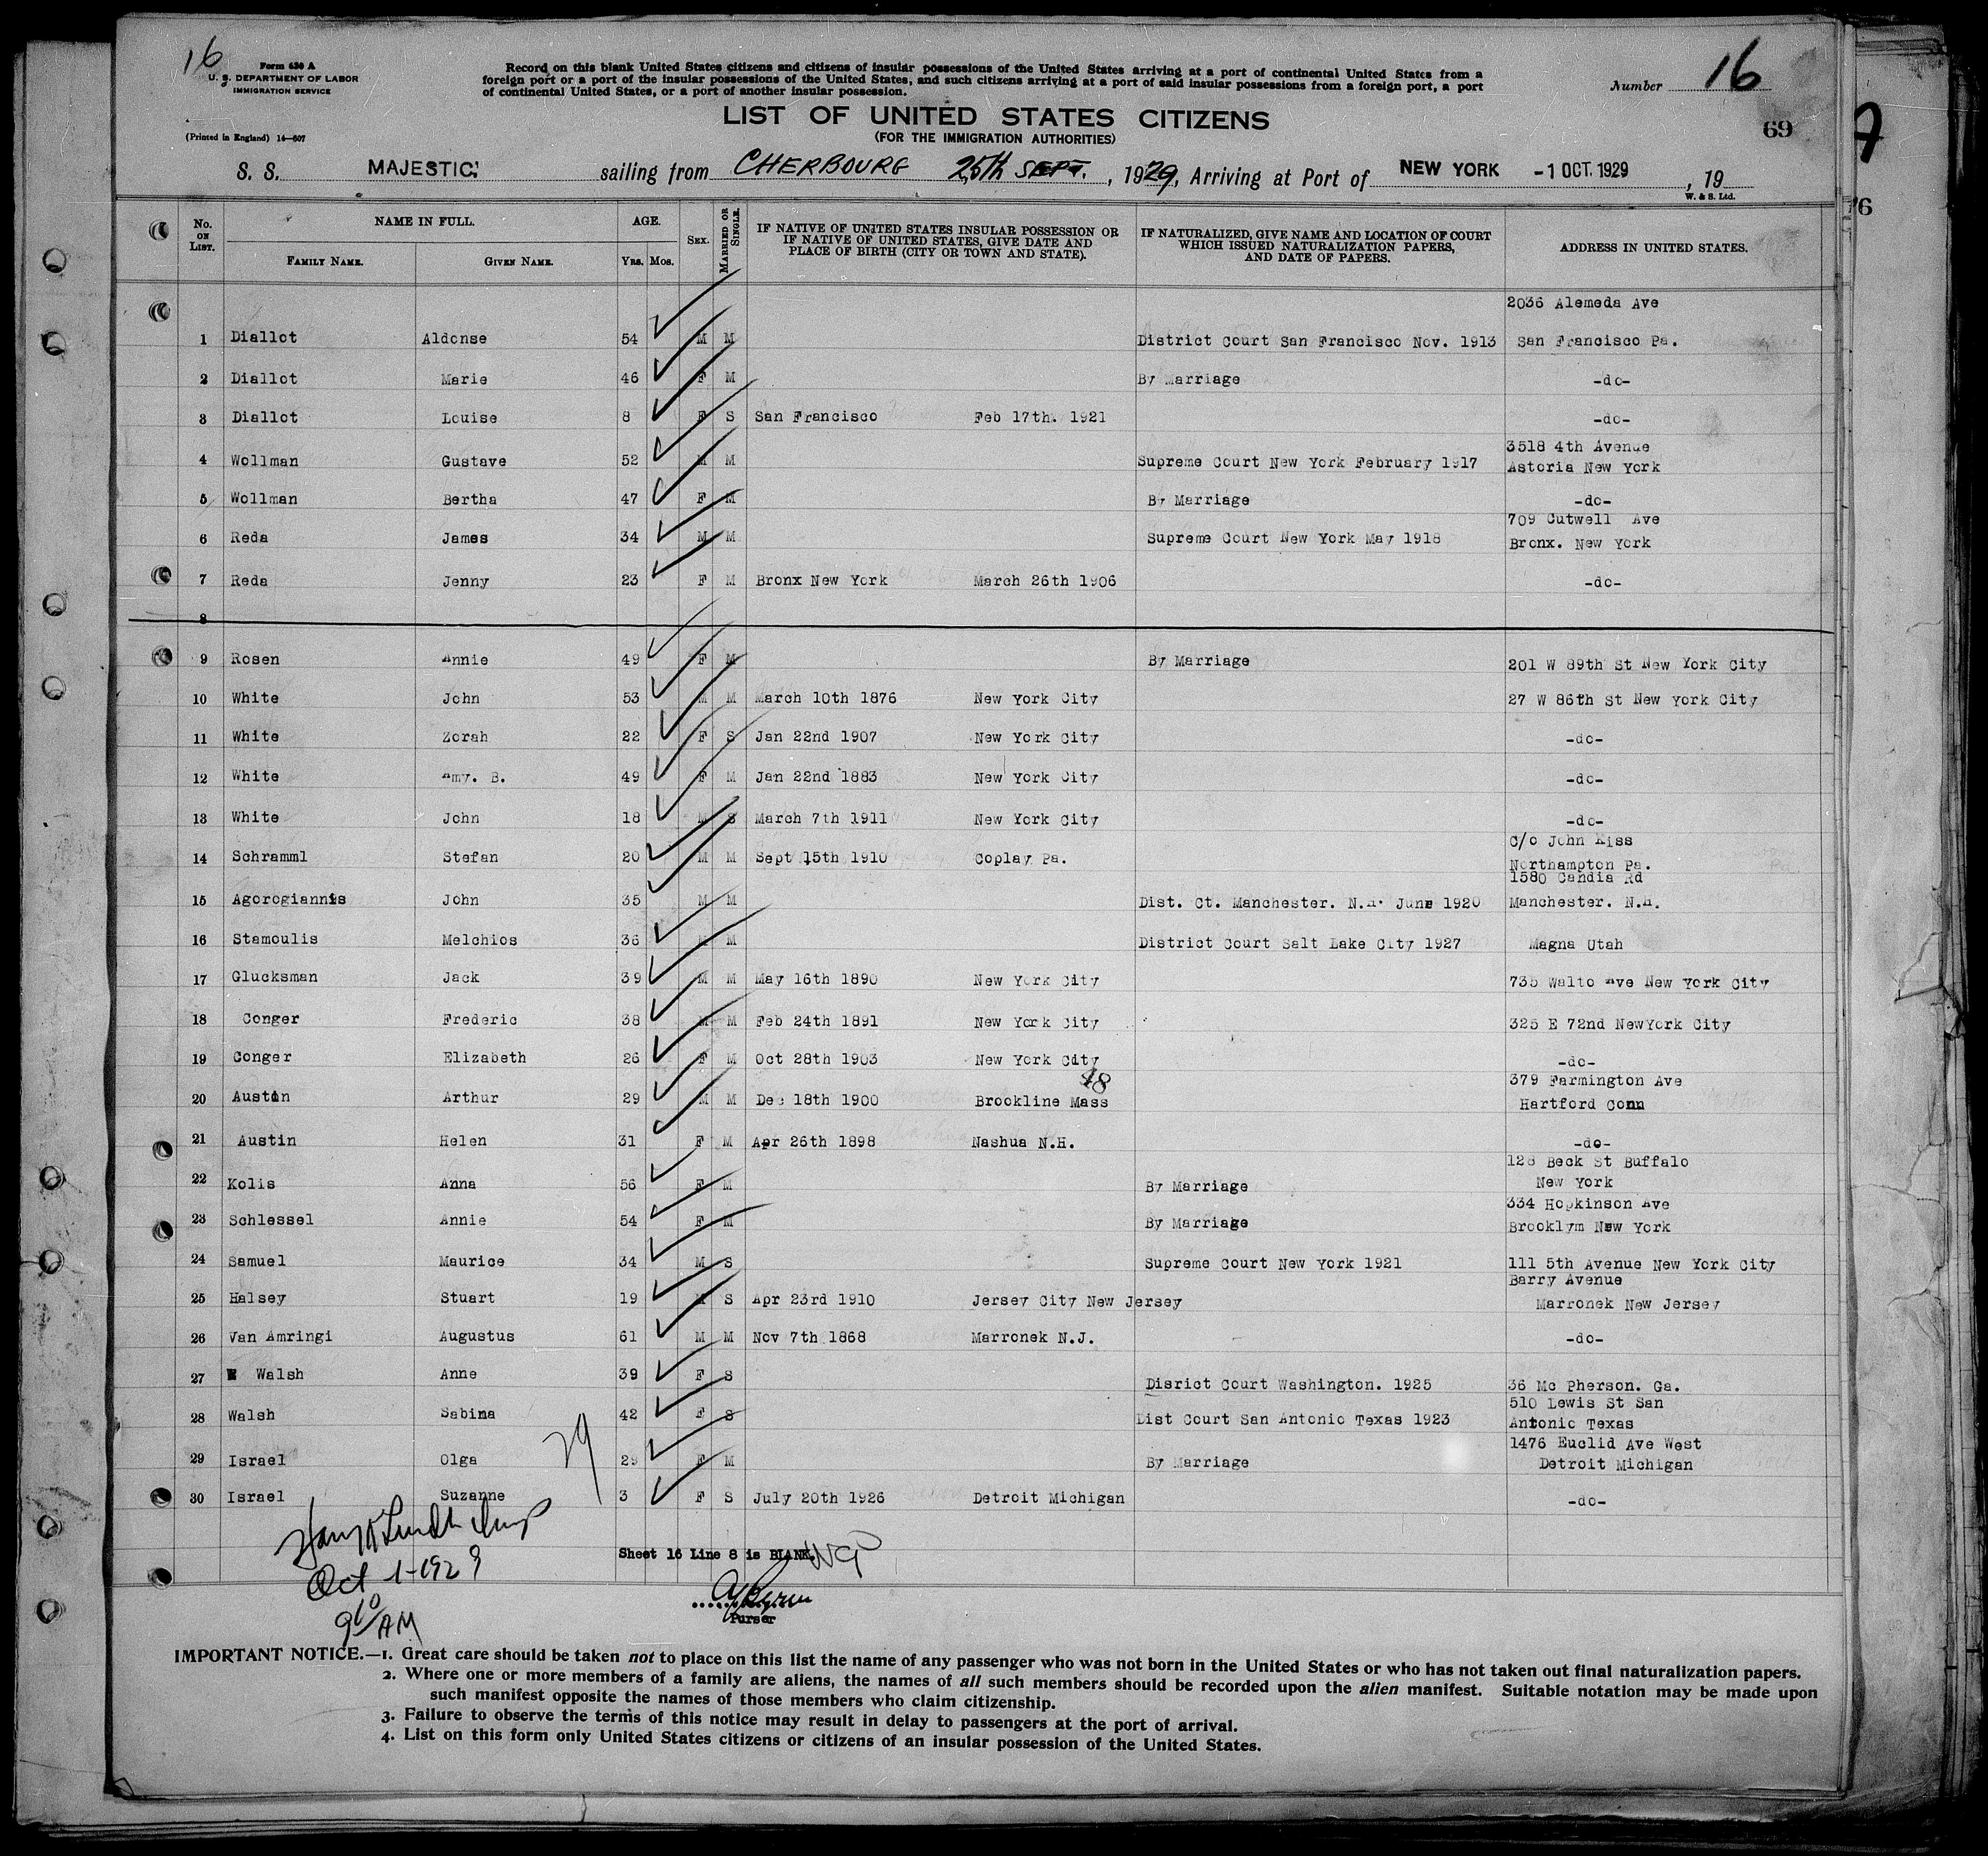 16
Form 630 A
U. S. DEPARTMENT OF LABOR
IMMIGRATION SERVICE
(Printed in England) 14—607
Record on this blank United States citizens and citizens of insular possessions of the United States arriving at a port of continental United States from a
foreign port or a port of the insular possessions of the United States, and such citizens arriving at a port of said insular possessions from a foreign port, a port
of continental United States, or a port of another insular possession.
Number 16
LIST OF UNITED STATES CITIZENS
(FOR THE IMMIGRATION AUTHORITIES)
69
S. S. MAJESTIC sailing from CHERBOURG 25th SEPT. , 1929, Arriving at Port of NEW YORK -1 OCT. 1929 , 19
W. & S. Ltd.
76
No. ON LIST. NAME IN FULL. AGE. SEX. MARRIED OR SINGLE. IF NATIVE OF UNITED STATES INSULAR POSSESSION OR IF NATIVE OF UNITED STATES, GIVE DATE AND PLACE OF BIRTH (CITY OR TOWN AND STATE). IF NATURALIZED, GIVE NAME AND LOCATION OF COURT WHICH ISSUED NATURALIZATION PAPERS, AND DATE OF PAPERS. ADDRESS IN UNITED STATES.
FAMILY NAME. GIVEN NAME. YRS. MOS.
2036 Alemeda Ave
1 Diallot Aldonse 54 M M District Court San Francisco Nov. 1913 San Francisco Pa.
2 Diallot Marie 46 F M By Marriage -do-
3 Diallot Louise 8 F S San Francisco Feb 17th. 1921 -do-
3518 4th Avenue
4 Wollman Gustave 52 M M Supreme Court New York February 1917 Astoria New York
5 Wollman Bertha 47 F M By Marriage -do-
709 Outwell Ave
6 Reda James 34 M M Supreme Court New York May 1918 Bronx. New York
7 Reda Jenny 23 F M Bronx New York March 26th 1906 -do-
8
9 Rosen Annie 49 F M By Marriage 201 W 89th St New York City
10 White John 53 M M March 10th 1876 New York City 27 W 86th St New York City
11 White Zorah 22 F S Jan 22nd 1907 New York City -do-
12 White Amy. B. 49 F M Jan 22nd 1883 New York City -do-
13 White John 18 M S March 7th 1911 New York City -do-
C/o John Kiss
14 Schramml Stefan 20 M M Sept 15th 1910 Coplay Pa. Northampton Pa.
1580 Candia Rd
15 Agorogiannis John 35 M M Dist. Ct. Manchester. N.H. June 1920 Manchester. N.H.
16 Stamoulis Melchios 36 M M District Court Salt Lake City 1927 Magna Utah
17 Glucksman Jack 39 M M May 16th 1890 New York City 735 Walto Ave New York City
18 Conger Frederic 38 M M Feb 24th 1891 New York City 325 E 72nd NewYork City
19 Conger Elizabeth 26 F M Oct 28th 1903 New York City -do-
48
379 Farmington Ave
20 Austin Arthur 29 M M Dec 18th 1900 Brookline Mass Hartford Conn
21 Austin Helen 31 F M Apr 26th 1898 Nashua N.H. -do-
128 Beck St Buffalo
22 Kolis Anna 56 F M By Marriage New York
334 Hopkinson Ave
23 Schlessel Annie 54 F M By Marriage Brooklym New York
24 Samuel Maurice 34 M S Supreme Court New York 1921 111 5th Avenue New York City
Barry Avenue
25 Halsey Stuart 19 M S Apr 23rd 1910 Jersey City New Jersey Marronek New Jersey
26 Van Amringi Augustus 61 M M Nov 7th 1868 Marronek N.J. -do-
27 Walsh Anne 39 F S Disrict Court Washington. 1925 36 Mc Pherson. Ga.
510 Lewis St San
28 Walsh Sabina 42 F S Dist Court San Antonio Texas 1923 Antonio Texas
1476 Euclid Ave West
29 Israel Olga 29 F M By Marriage Detroit Michigan
30 Israel Suzanne 3 F S July 20th 1926 Detroit Michigan -do-
29
Oct 1-1929
9 10/AM
Sheet 16 Line 8 is BLANK.
Purser
IMPORTANT NOTICE.—1. Great care should be taken not to place on this list the name of any passenger who was not born in the United States or who has not taken out final naturalization papers.
2. Where one or more members of a family are aliens, the names of all such members should be recorded upon the alien manifest. Suitable notation may be made upon
such manifest opposite the names of those members who claim citizenship.
3. Failure to observe the terms of this notice may result in delay to passengers at the port of arrival.
4. List on this form only United States citizens or citizens of an insular possession of the United States.